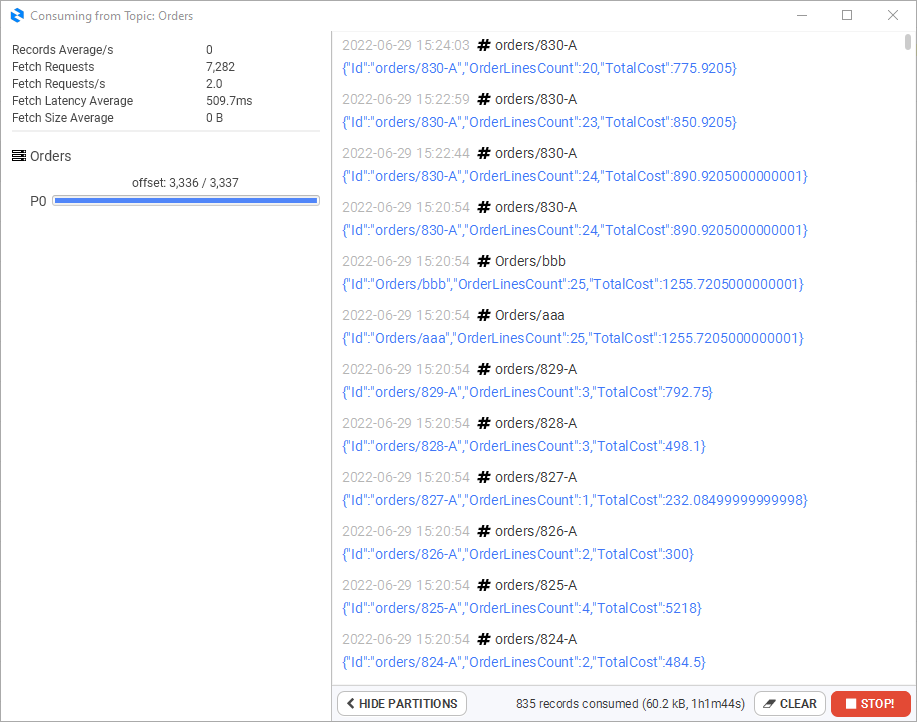 Consuming from Topic: Orders
Records Average/s 0
Fetch Requests 7,282
Fetch Requests/s 2.0
Fetch Latency Average 509.7ms
Fetch Size Average 0 B
Orders
offset: 3,336 / 3,337
P0
2022-06-29 15:24:03 # orders/830-A
{"Id":"orders/830-A","OrderLinesCount":20,"TotalCost":775.9205}
2022-06-29 15:22:59 # orders/830-A
{"Id":"orders/830-A","OrderLinesCount":23,"TotalCost":850.9205}
2022-06-29 15:22:44 # orders/830-A
{"Id":"orders/830-A","OrderLinesCount":24,"TotalCost":890.9205000000001}
2022-06-29 15:20:54 # orders/830-A
{"Id":"orders/830-A","OrderLinesCount":24,"TotalCost":890.9205000000001}
2022-06-29 15:20:54 # Orders/bbb
{"Id":"Orders/bbb","OrderLinesCount":25,"TotalCost":1255.7205000000001}
2022-06-29 15:20:54 # Orders/aaa
{"Id":"Orders/aaa","OrderLinesCount":25,"TotalCost":1255.7205000000001}
2022-06-29 15:20:54 # orders/829-A
{"Id":"orders/829-A","OrderLinesCount":3,"TotalCost":792.75}
2022-06-29 15:20:54 # orders/828-A
{"Id":"orders/828-A","OrderLinesCount":3,"TotalCost":498.1}
2022-06-29 15:20:54 # orders/827-A
{"Id":"orders/827-A","OrderLinesCount":1,"TotalCost":232.08499999999998}
2022-06-29 15:20:54 # orders/826-A
{"Id":"orders/826-A","OrderLinesCount":2,"TotalCost":300}
2022-06-29 15:20:54 # orders/825-A
{"Id":"orders/825-A","OrderLinesCount":4,"TotalCost":5218}
2022-06-29 15:20:54 # orders/824-A
{"Id":"orders/824-A","OrderLinesCount":2,"TotalCost":484.5}
HIDE PARTITIONS 835 records consumed (60.2 kB, 1h1m44s) CLEAR STOP!